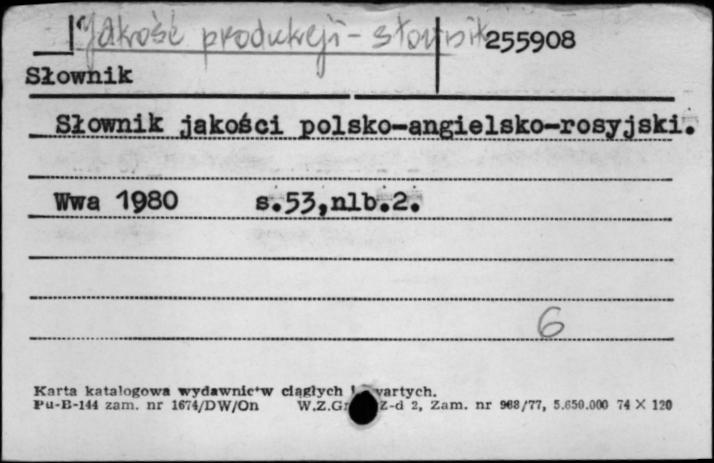 "Jakość produkcji - słownik 255908
Słownik
Słownik jakości polsko-angielsko-rosyjski.
Wwa 1980 s.53,nlb.2.
6
Karta katalogowa wydawnictw ciągłych
Pu-B-144 zam. nr 1674/DW/On W.Z.Gr Z-d 2, Zam. nr 968/77, 5.650.000 74 X 120